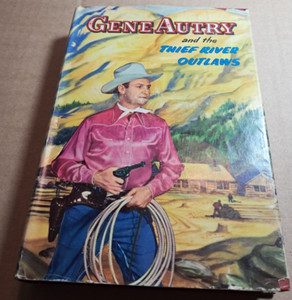 GENE AUTRY
and the
THIEF RIVER
OUTLAWS